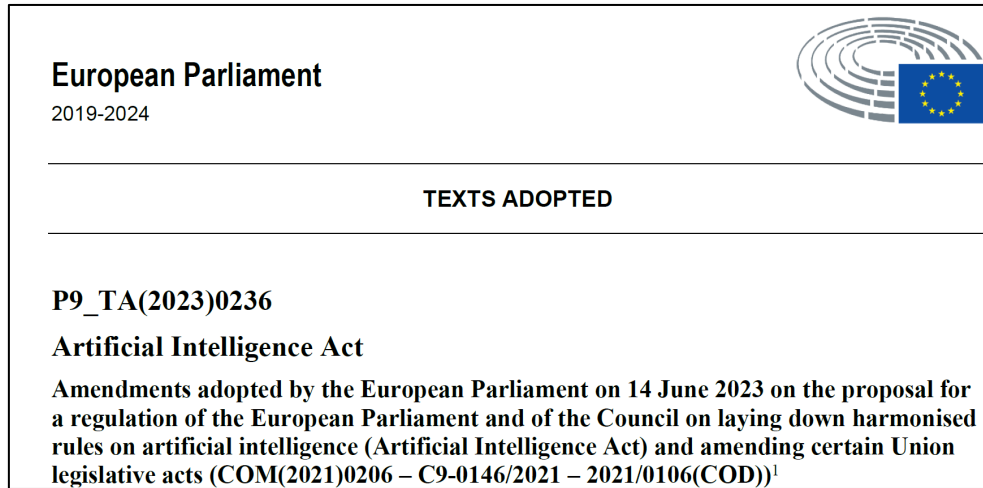 European Parliament
2019-2024
TEXTS ADOPTED
P9_TA(2023)0236
Artificial Intelligence Act
Amendments adopted by the European Parliament on 14 June 2023 on the proposal for
a regulation of the European Parliament and of the Council on laying down harmonised
rules on artificial intelligence (Artificial Intelligence Act) and amending certain Union
legislative acts (COM(2021)0206 – C9-0146/2021 – 2021/0106(COD))¹